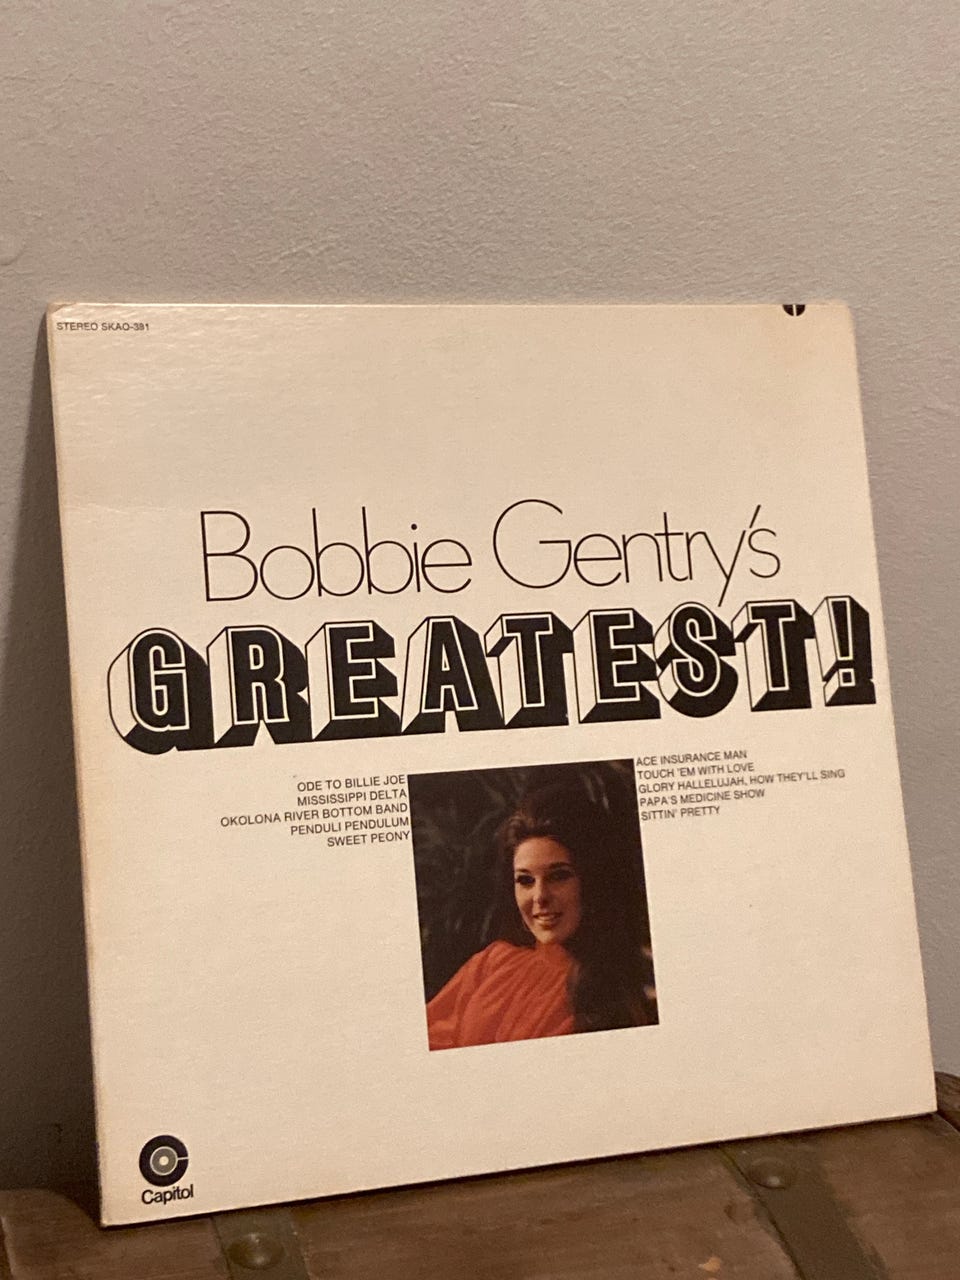 STEREO SKAO-381
Bobbie Gentry's
GREATEST!
ODE TO BILLIE JOE
MISSISSIPPI DELTA
OKOLONA RIVER BOTTOM BAND
PENDULI PENDULUM
SWEET PEONY
ACE INSURANCE MAN
TOUCH 'EM WITH LOVE
GLORY HALLELUJAH, HOW THEY'LL SING
PAPA'S MEDICINE SHOW
SITTIN' PRETTY
Capitol